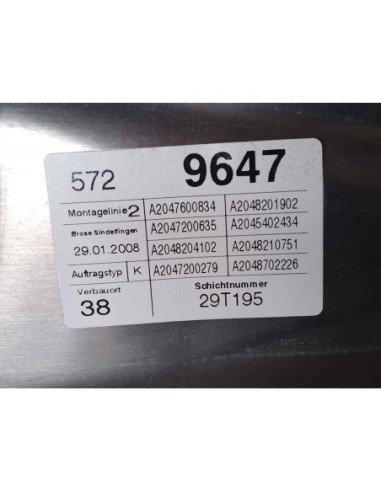 572 9647
Montagelinie 2 A2047600834 A2048201902
Brose Sindelfingen A2047200635 A2045402434
29.01.2008 A2048204102 A2048210751
Auftragstyp K A2047200279 A2048702226
Verbauort Schichtnummer
38 29T195